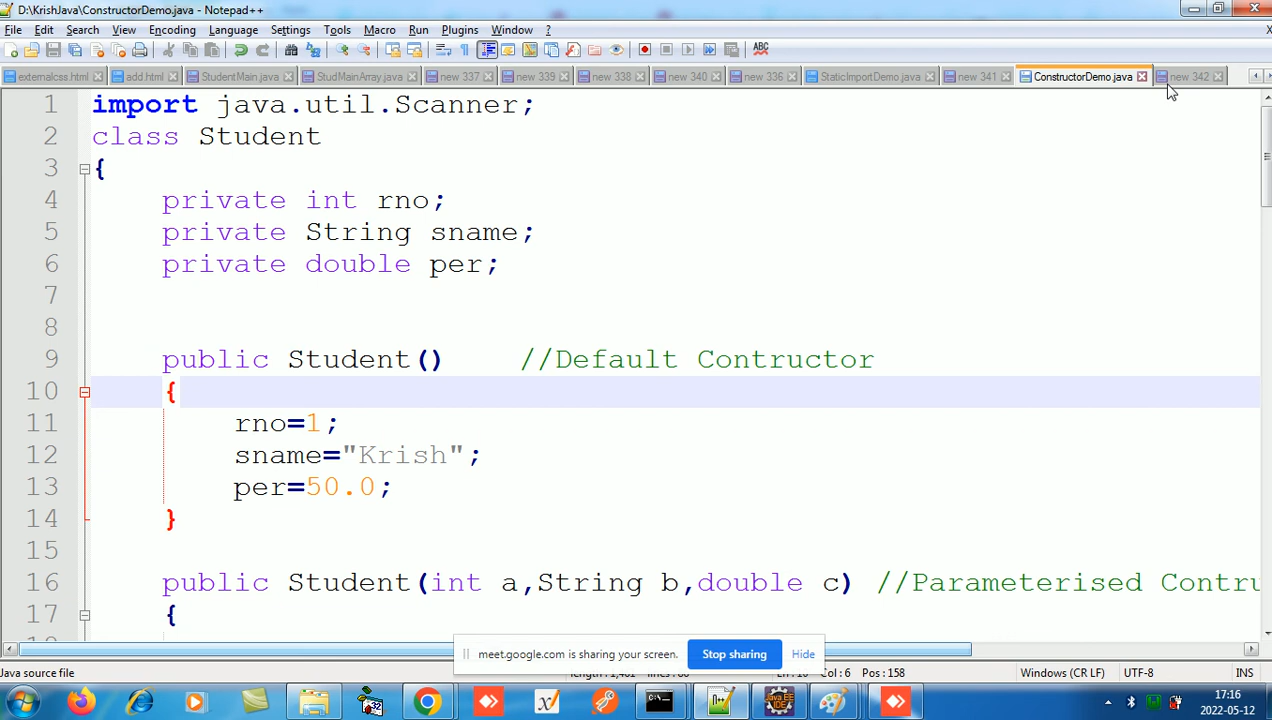 D:\KrishJava\ConstructorDemo.java - Notepad++
File Edit Search View Encoding Language Settings Tools Macro Run Plugins Window ?
externalcss.html add.html StudentMain.java StudMainArray.java new 337 new 339 new 338 new 340 new 336 StaticImportDemo.java new 341 ConstructorDemo.java new 342
1 import java.util.Scanner;
2 class Student
3 {
4 private int rno;
5 private String sname;
6 private double per;
7
8
9 public Student() //Default Contructor
10 {
11 rno=1;
12 sname="Krish";
13 per=50.0;
14 }
15
16 public Student(int a,String b,double c) //Parameterised Contru
17 {
meet.google.com is sharing your screen. Stop sharing Hide
Java source file Col : 6 Pos : 158 Windows (CR LF) UTF-8 INS
17:16
2022-05-12